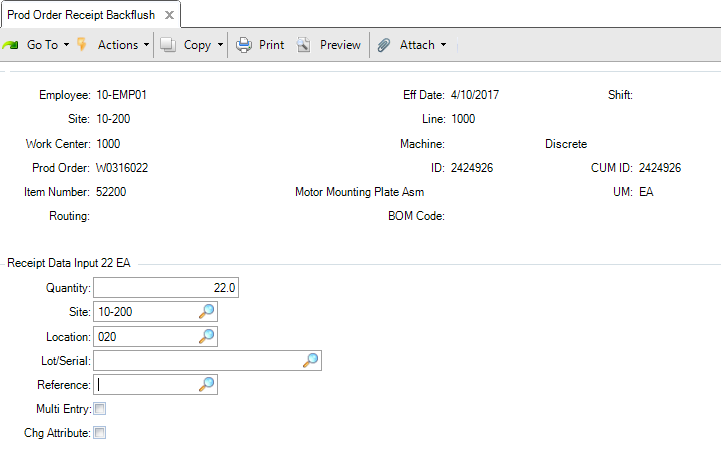 Prod Order Receipt Backflush X
Go To Actions Copy Print Preview Attach
Employee: 10-EMP01 Eff Date: 4/10/2017 Shift:
Site: 10-200 Line: 1000
Work Center: 1000 Machine: Discrete
Prod Order: W0316022 ID: 2424926 CUM ID: 2424926
Item Number: 52200 Motor Mounting Plate Asm UM: EA
Routing: BOM Code:
Receipt Data Input 22 EA
Quantity: 22.0
Site: 10-200
Location: 020
Lot/Serial:
Reference:
Multi Entry:
Chg Attribute: